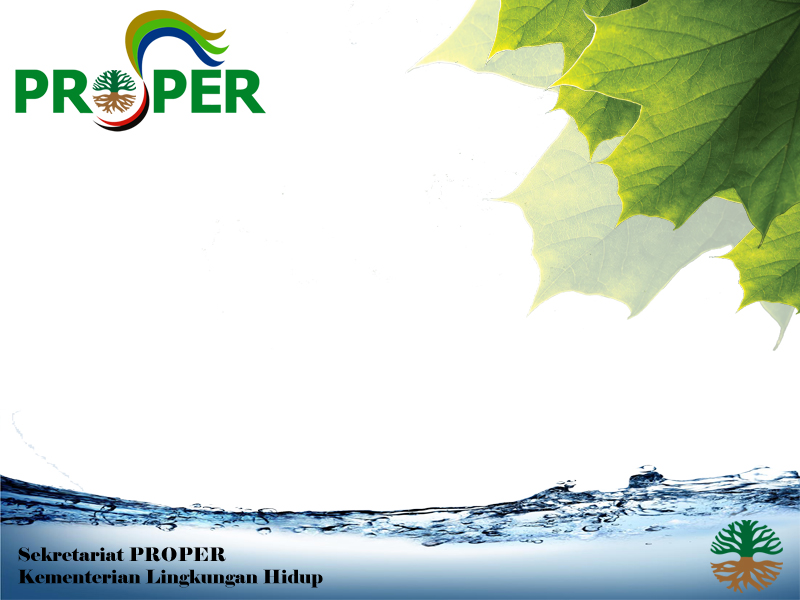 PROPER
Sekretariat PROPER
Kementerian Lingkungan Hidup